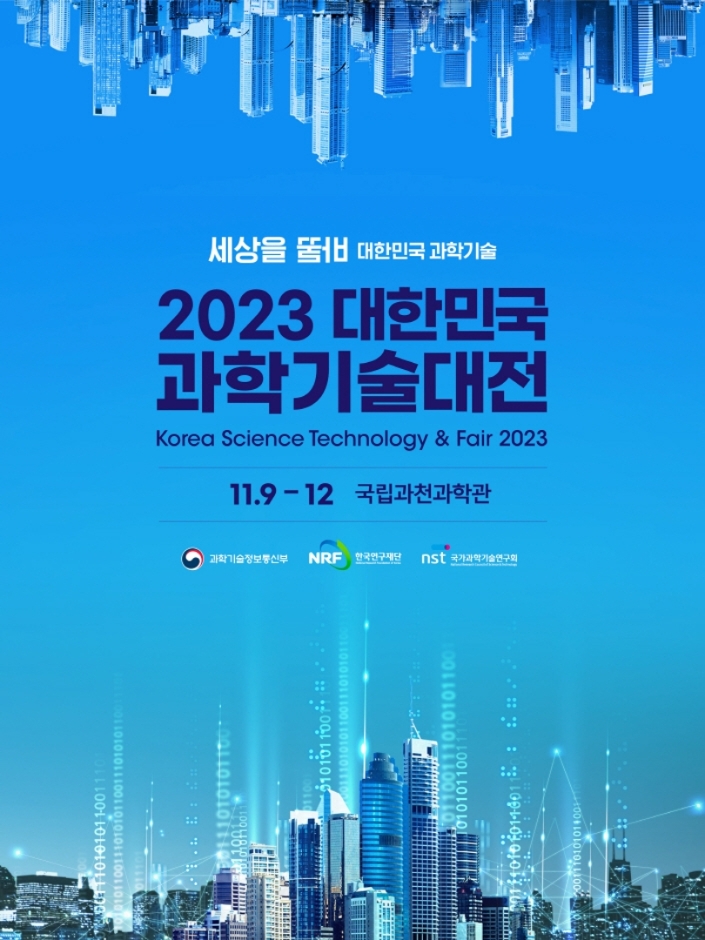 세상을 대한민국 과학기술
2023 대한민국
과학기술대전
Korea Science Technology & Fair 2023
11.9 – 12 국립과천과학관
과학기술정보통신부 NRF 한국연구재단 nst 국가과학기술연구회